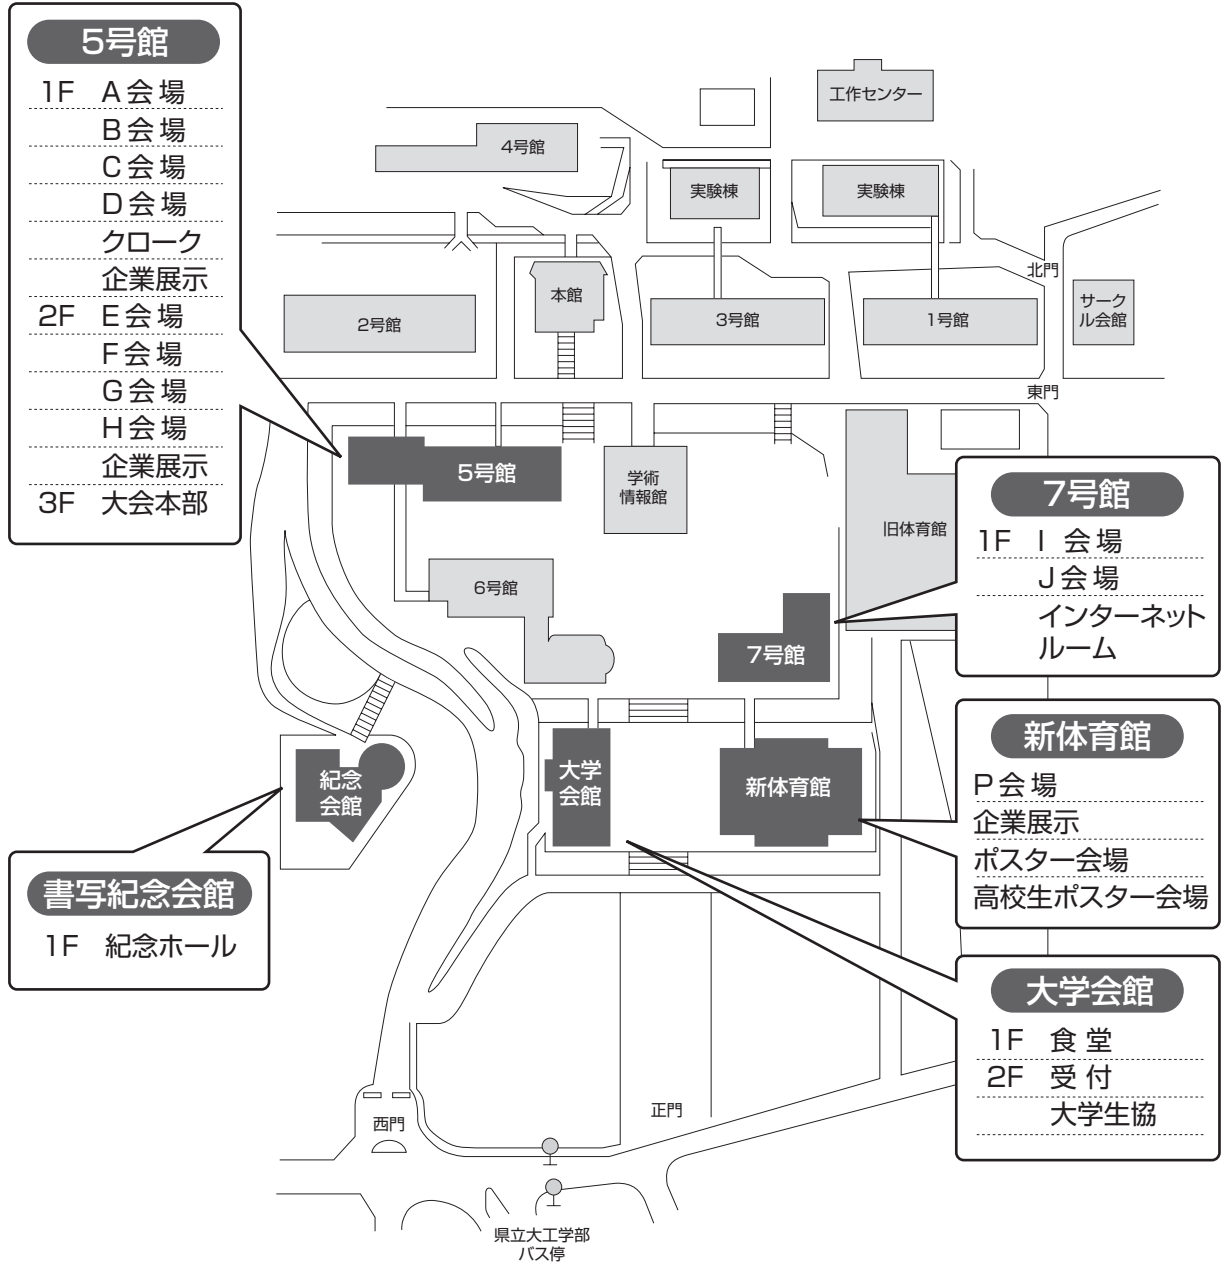 5号館
1F A会場
B会場
C会場
D会場
クローク
企業展示
2F E会場
F会場
G会場
H会場
企業展示
3F 大会本部
工作センター
4号館
実験棟
実験棟
北門
本館
2号館
3号館
1号館
サーク
ル会館
東門
5号館
学術
情報館
旧体育館
7号館
1F I 会場
J会場
インターネット
ルーム
6号館
7号館
新体育館
P会場
企業展示
ポスター会場
高校生ポスター会場
紀念
会館
大学
会館
新体育館
書写紀念会館
1F 紀念ホール
大学会館
1F 食堂
2F 受付
大学生協
正門
西門
県立大工学部
バス停